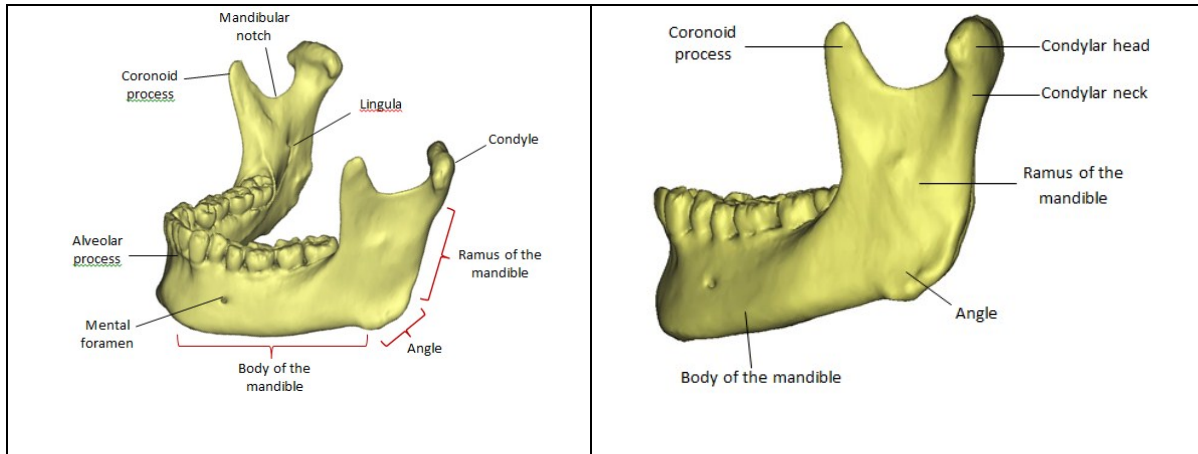 Mandibular
notch
Coronoid
process
Lingula
Condyle
Alveolar
process
Ramus of the
mandible
Mental
foramen
Angle
Body of the
mandible
Coronoid
process
Condylar head
Condylar neck
Ramus of the
mandible
Angle
Body of the mandible